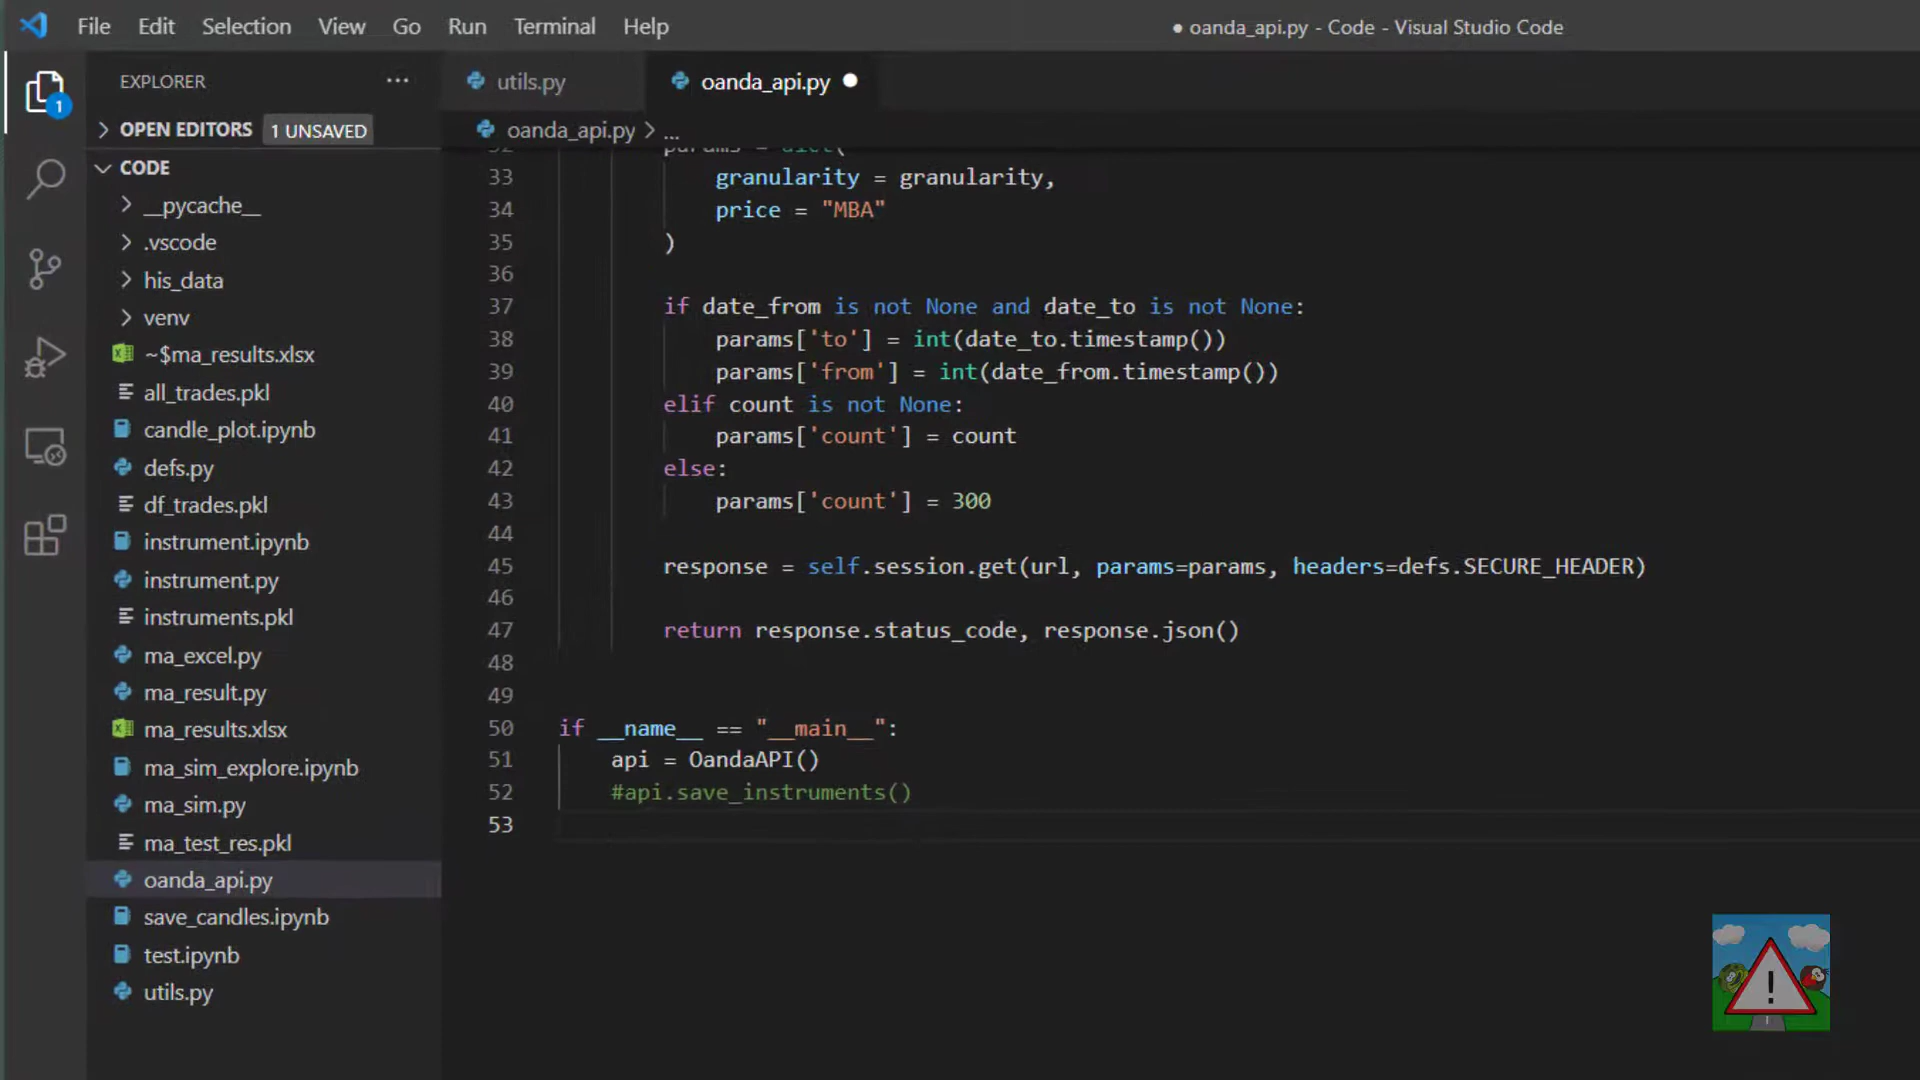 File Edit Selection View Go Run Terminal Help
● oanda_api.py - Code - Visual Studio Code
EXPLORER ...
1
OPEN EDITORS 1 UNSAVED
CODE
__pycache__
.vscode
his_data
venv
~$ma_results.xlsx
all_trades.pkl
candle_plot.ipynb
defs.py
df_trades.pkl
instrument.ipynb
instrument.py
instruments.pkl
ma_excel.py
ma_result.py
ma_results.xlsx
ma_sim_explore.ipynb
ma_sim.py
ma_test_res.pkl
oanda_api.py
save_candles.ipynb
test.ipynb
utils.py
utils.py oanda_api.py ●
oanda_api.py > ...
32 params = dict(
33 granularity = granularity,
34 price = "MBA"
35 )
36
37 if date_from is not None and date_to is not None:
38 params['to'] = int(date_to.timestamp())
39 params['from'] = int(date_from.timestamp())
40 elif count is not None:
41 params['count'] = count
42 else:
43 params['count'] = 300
44
45 response = self.session.get(url, params=params, headers=defs.SECURE_HEADER)
46
47 return response.status_code, response.json()
48
49
50 if __name__ == "__main__":
51 api = OandaAPI()
52 #api.save_instruments()
53
!